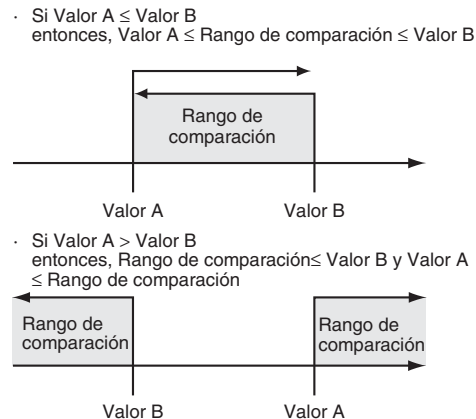 · Si Valor A ≤ Valor B
entonces, Valor A ≤ Rango de comparación ≤ Valor B
Rango de
comparación
Valor A Valor B
· Si Valor A > Valor B
entonces, Rango de comparación≤ Valor B y Valor A
≤ Rango de comparación
Rango de
comparación
Rango de
comparación
Valor B Valor A